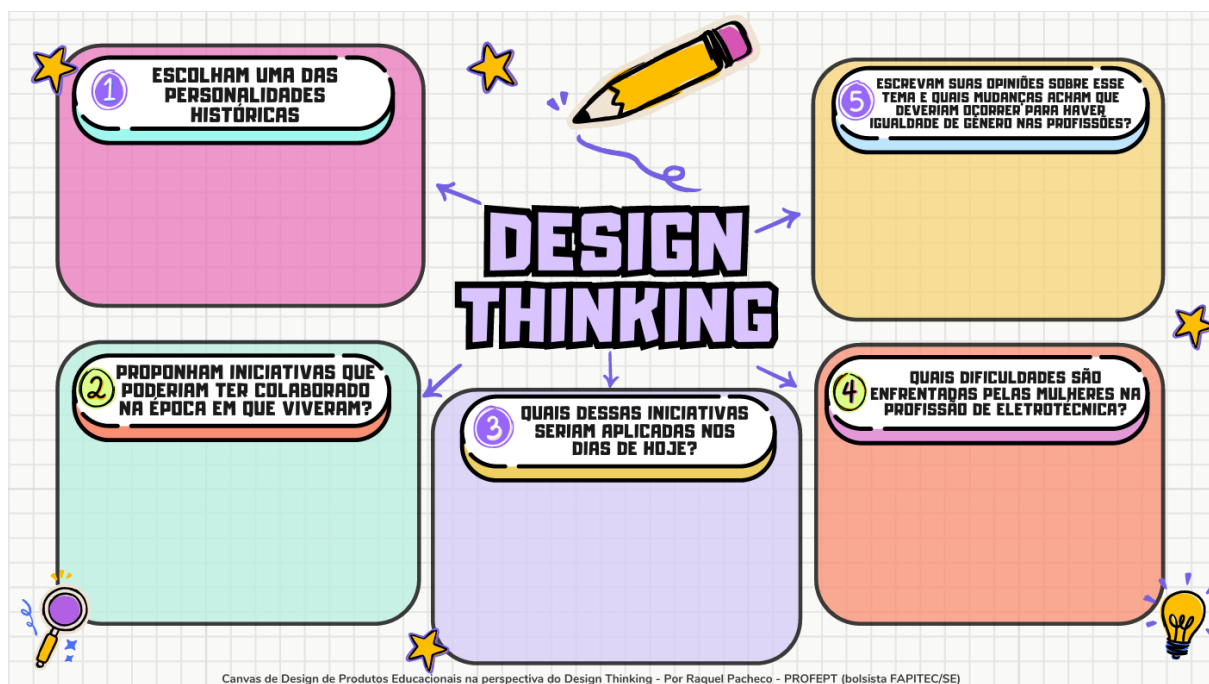 1
ESCOLHAM UMA DAS
PERSONALIDADES
HISTÓRICAS
DESIGN
THINKING
2
PROPONHAM INICIATIVAS QUE
PODERIAM TER COLABORADO
NA ÉPOCA EM QUE VIVERAM?
3
QUAIS DESSAS INICIATIVAS
SERIAM APLICADAS NOS
DIAS DE HOJE?
4
QUAIS DIFICULDADES SÃO
ENFRENTADAS PELAS MULHERES NA
PROFISSÃO DE ELETROTÉCNICA?
5
ESCREVAM SUAS OPINIÕES SOBRE ESSE
TEMA E QUAIS MUDANÇAS ACHAM QUE
DEVERIAM OCORRER PARA HAVER
IGUALDADE DE GÊNERO NAS PROFISSÕES?
Canvas de Design de Produtos Educacionais na perspectiva do Design Thinking - Por Raquel Pacheco - PROFEPT (bolsista FAPITEC/SE)